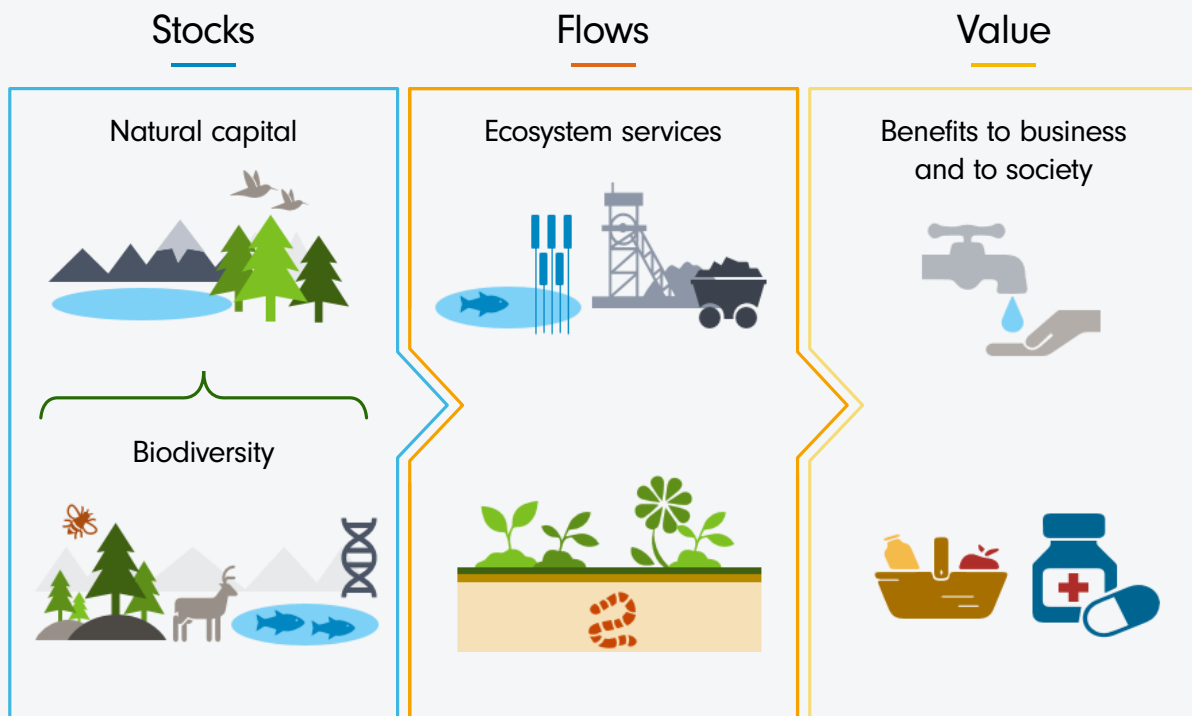 Stocks
Flows
Value
Natural capital
Ecosystem services
Benefits to business
and to society
Biodiversity